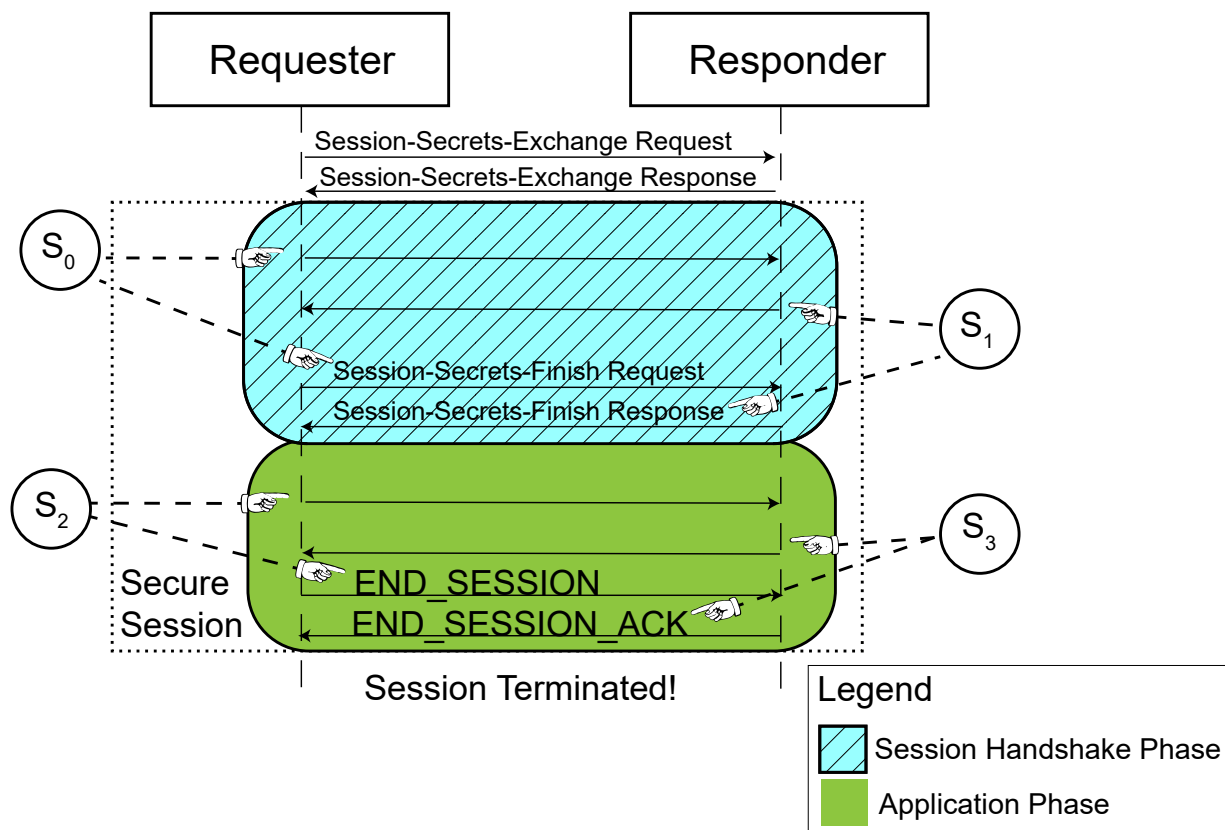 Requester
Responder
Session-Secrets-Exchange Request
Session-Secrets-Exchange Response
S0
S1
Session-Secrets-Finish Request
Session-Secrets-Finish Response
S2
S3
Secure
Session
END_SESSION
END_SESSION_ACK
Session Terminated!
Legend
Session Handshake Phase
Application Phase